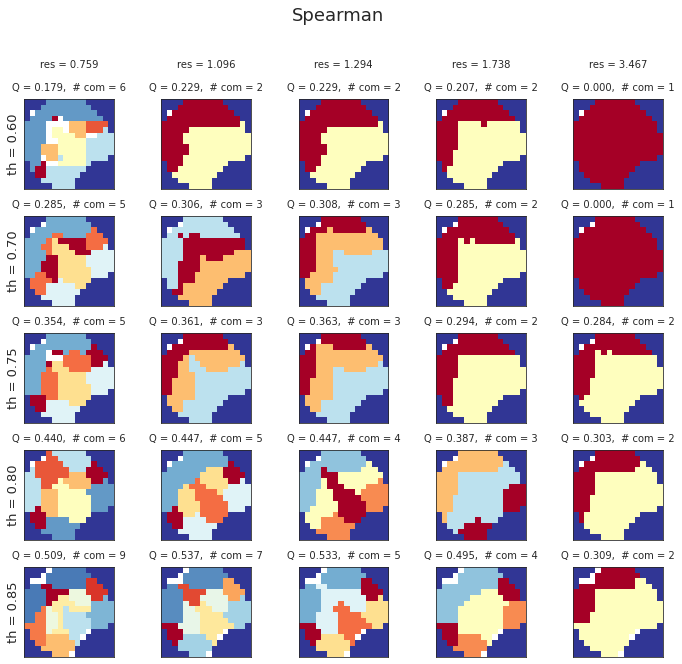 Spearman
res = 0.759 res = 1.096 res = 1.294 res = 1.738 res = 3.467
Q = 0.179, # com = 6 Q = 0.229, # com = 2 Q = 0.229, # com = 2 Q = 0.207, # com = 2 Q = 0.000, # com = 1
th = 0.60
Q = 0.285, # com = 5 Q = 0.306, # com = 3 Q = 0.308, # com = 3 Q = 0.285, # com = 2 Q = 0.000, # com = 1
th = 0.70
Q = 0.354, # com = 5 Q = 0.361, # com = 3 Q = 0.363, # com = 3 Q = 0.294, # com = 2 Q = 0.284, # com = 2
th = 0.75
Q = 0.440, # com = 6 Q = 0.447, # com = 5 Q = 0.447, # com = 4 Q = 0.387, # com = 3 Q = 0.303, # com = 2
th = 0.80
Q = 0.509, # com = 9 Q = 0.537, # com = 7 Q = 0.533, # com = 5 Q = 0.495, # com = 4 Q = 0.309, # com = 2
th = 0.85